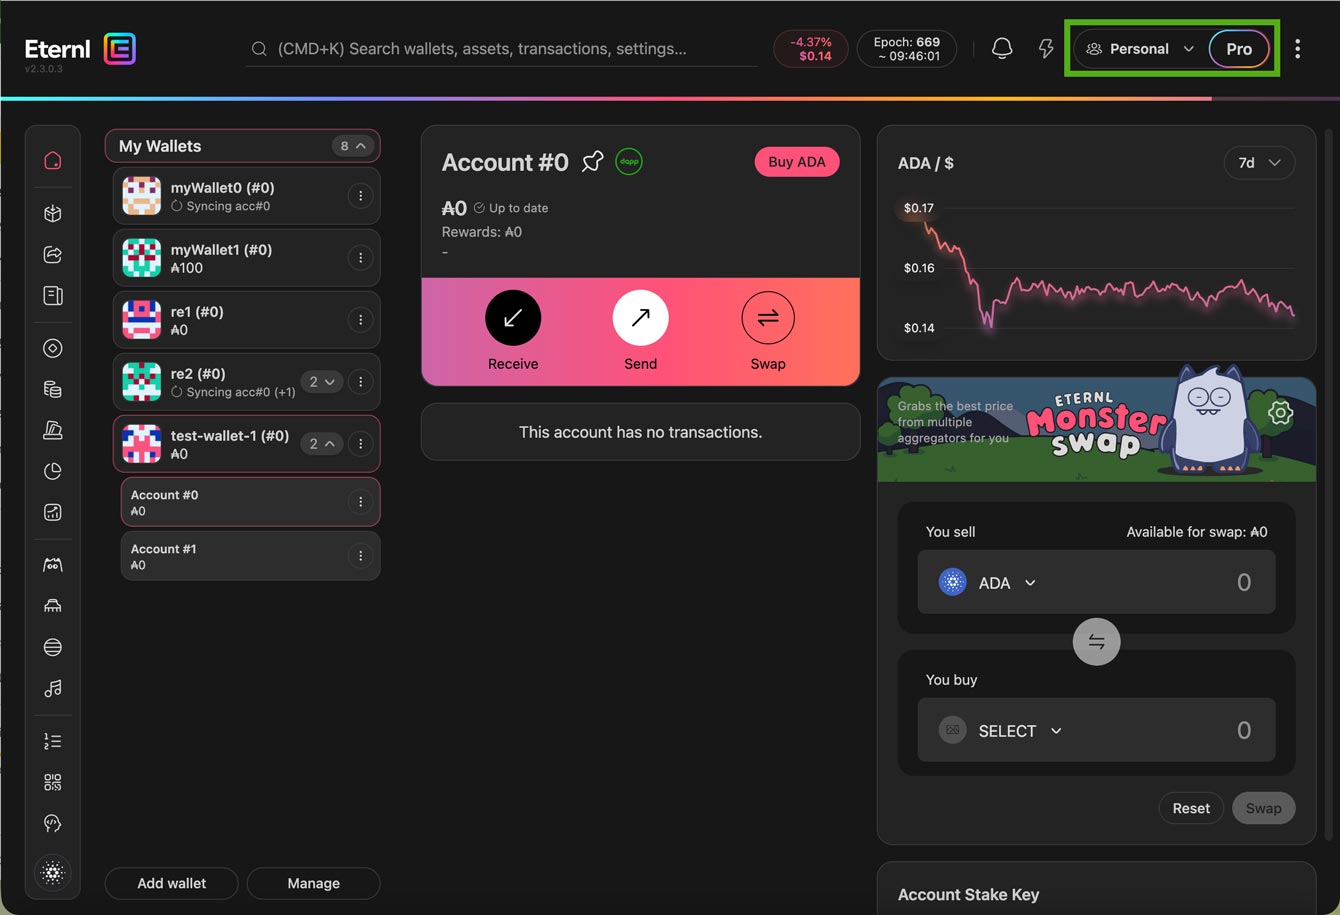 Eternl
v2.3.0.3
(CMD+K) Search wallets, assets, transactions, settings...
-4.37%
$0.14
Epoch: 669
~ 09:46:01
Personal
Pro
My Wallets
8
myWallet0 (#0)
Syncing acc#0
myWallet1 (#0)
₳100
re1 (#0)
₳0
re2 (#0)
Syncing acc#0 (+1)
2
test-wallet-1 (#0)
₳0
2
Account #0
₳0
Account #1
₳0
Add wallet
Manage
Account #0
dapp
Buy ADA
₳0
Up to date
Rewards: ₳0
-
Receive
Send
Swap
This account has no transactions.
ADA / $
7d
$0.17
$0.16
$0.14
Grabs the best price
from multiple
aggregators for you
ETERNL
Monster
swap
You sell
Available for swap: ₳0
ADA
0
You buy
SELECT
0
Reset
Swap
Account Stake Key